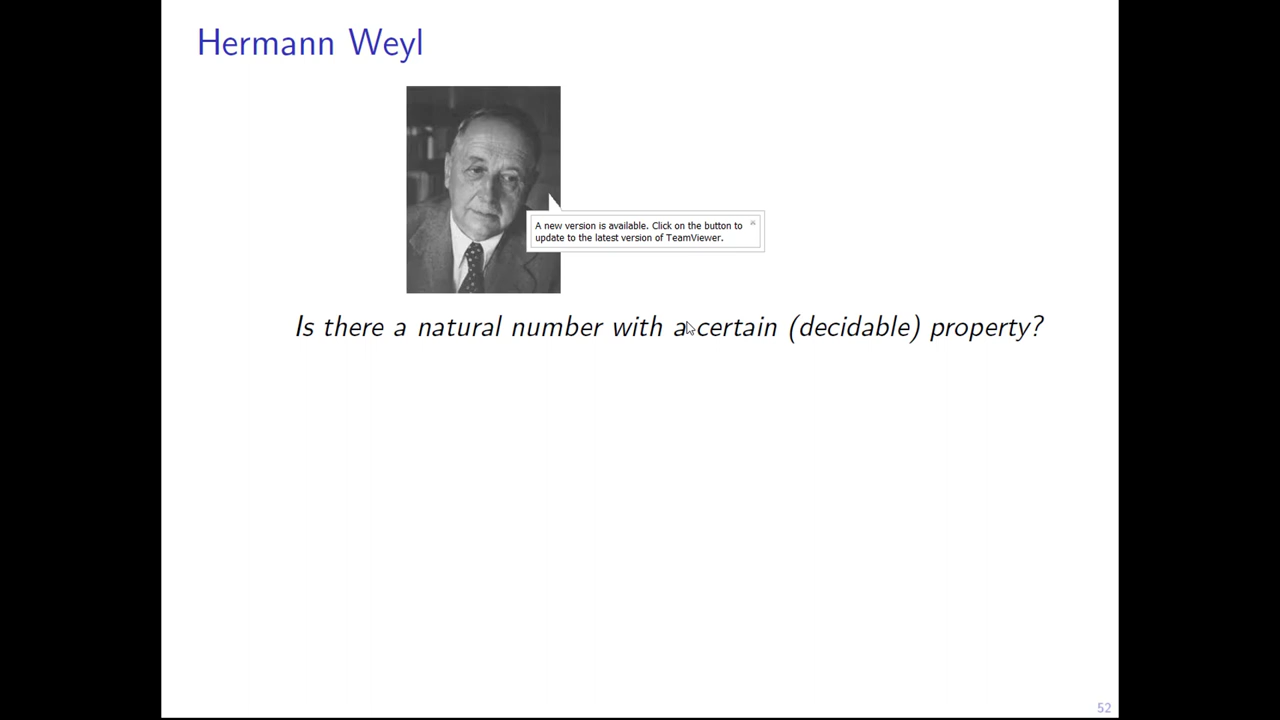 Hermann Weyl
A new version is available. Click on the button to
update to the latest version of TeamViewer.
Is there a natural number with a certain (decidable) property?
52